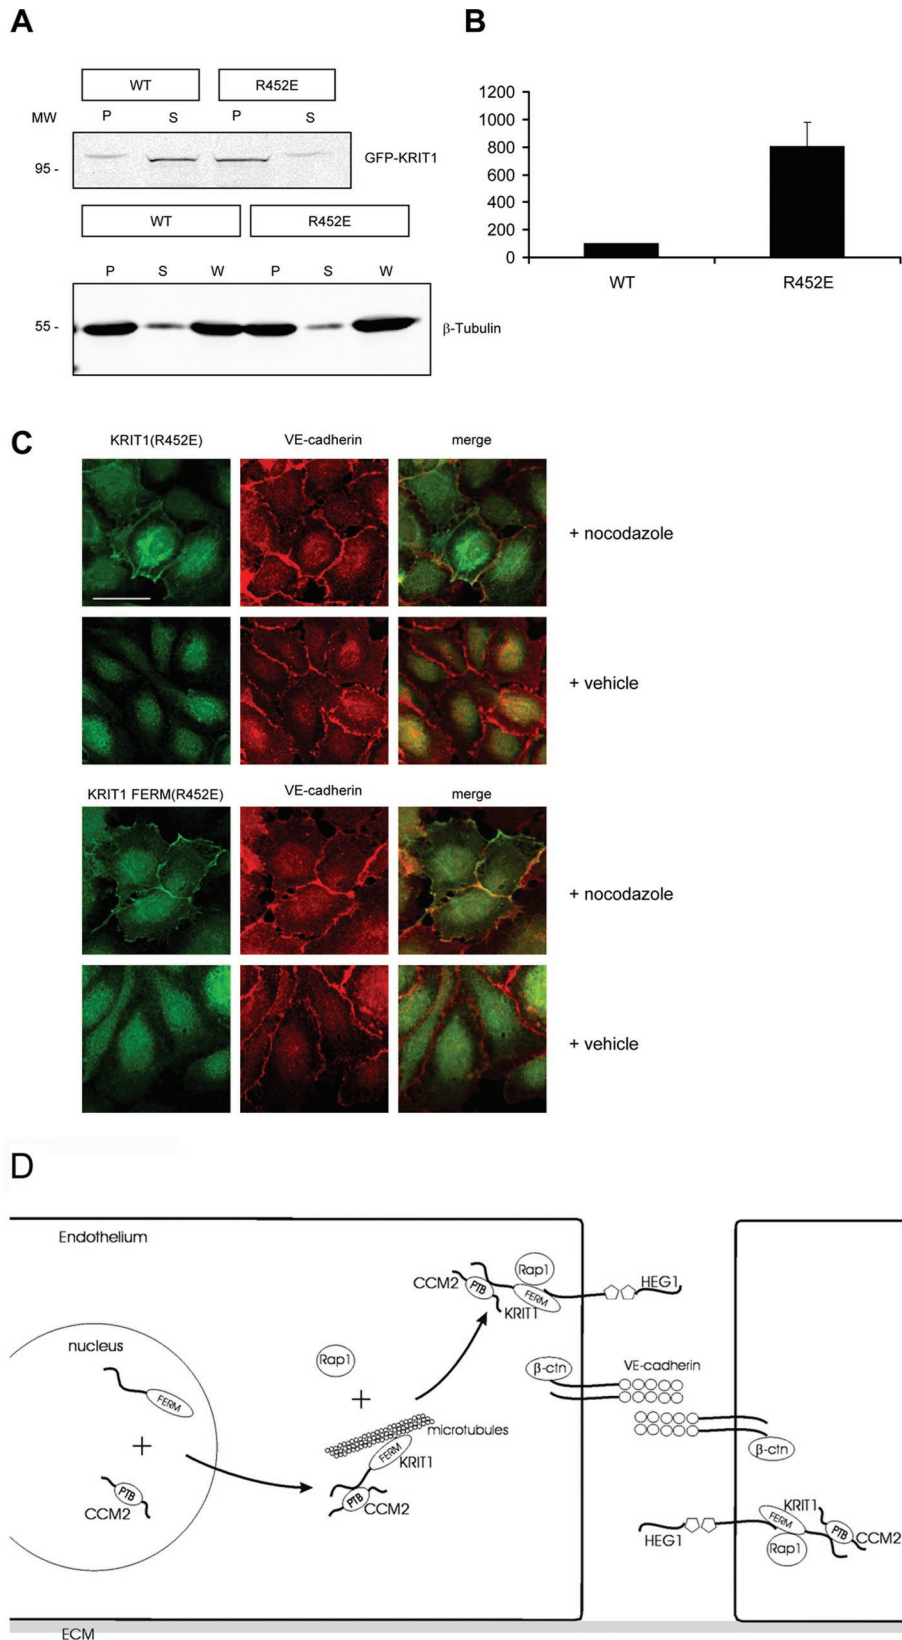 A
WT R452E
MW P S P S
95 - GFP-KRIT1
WT R452E
P S W P S W
55 - β-Tubulin
B
1200
1000
800
600
400
200
0
WT R452E
C
KRIT1(R452E) VE-cadherin merge
+ nocodazole
+ vehicle
KRIT1 FERM(R452E) VE-cadherin merge
+ nocodazole
+ vehicle
D
Endothelium
nucleus
FERM
+
PTB
CCM2
Rap1
+
microtubules
FERM
KRIT1
PTB
CCM2
CCM2
PTB
Rap1
FERM
KRIT1
HEG1
β-ctn
VE-cadherin
β-ctn
HEG1
KRIT1
FERM
Rap1
PTB
CCM2
ECM